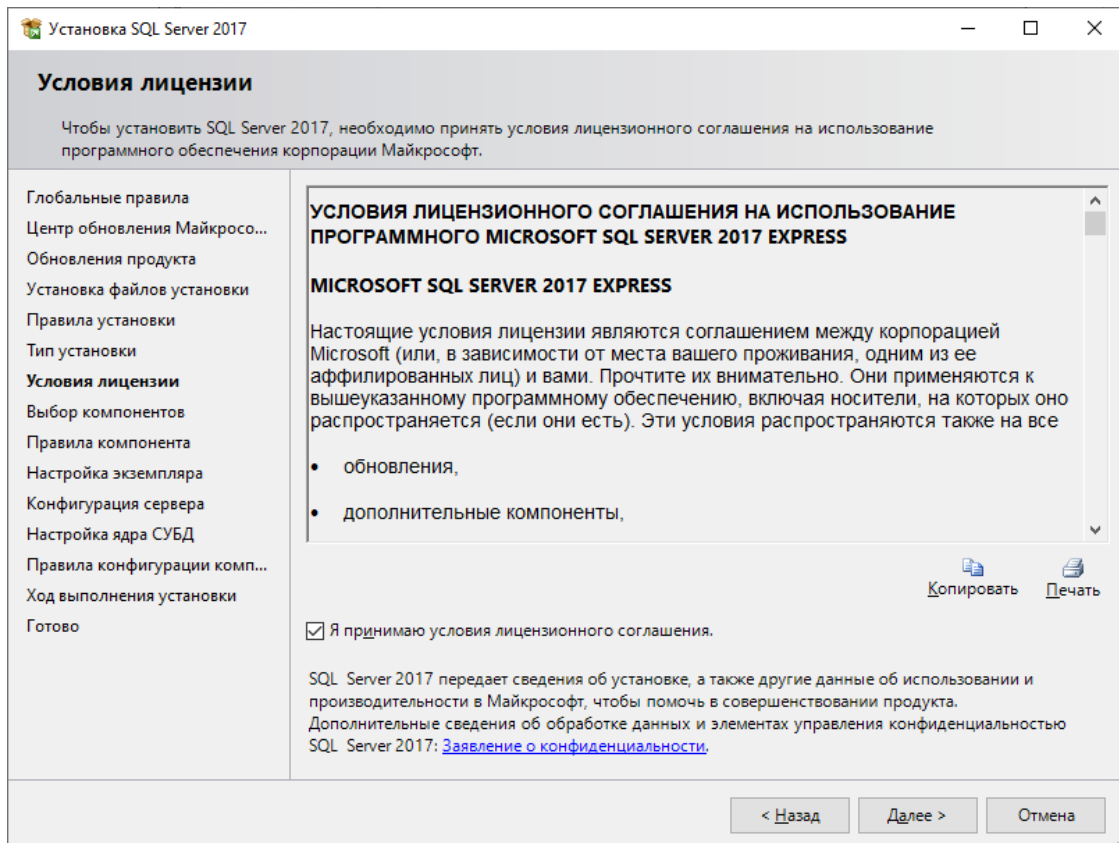 Установка SQL Server 2017
Условия лицензии
Чтобы установить SQL Server 2017, необходимо принять условия лицензионного соглашения на использование
программного обеспечения корпорации Майкрософт.
Глобальные правила
Центр обновления Майкросо...
Обновления продукта
Установка файлов установки
Правила установки
Тип установки
Условия лицензии
Выбор компонентов
Правила компонента
Настройка экземпляра
Конфигурация сервера
Настройка ядра СУБД
Правила конфигурации комп...
Ход выполнения установки
Готово
УСЛОВИЯ ЛИЦЕНЗИОННОГО СОГЛАШЕНИЯ НА ИСПОЛЬЗОВАНИЕ
ПРОГРАММНОГО MICROSOFT SQL SERVER 2017 EXPRESS
MICROSOFT SQL SERVER 2017 EXPRESS
Настоящие условия лицензии являются соглашением между корпорацией
Microsoft (или, в зависимости от места вашего проживания, одним из ее
аффилированных лиц) и вами. Прочтите их внимательно. Они применяются к
вышеуказанному программному обеспечению, включая носители, на которых оно
распространяется (если они есть). Эти условия распространяются также на все
• обновления,
• дополнительные компоненты,
Копировать
Печать
Я принимаю условия лицензионного соглашения.
SQL Server 2017 передает сведения об установке, а также другие данные об использовании и
производительности в Майкрософт, чтобы помочь в совершенствовании продукта.
Дополнительные сведения об обработке данных и элементах управления конфиденциальностью
SQL Server 2017: Заявление о конфиденциальности.
< Назад
Далее >
Отмена